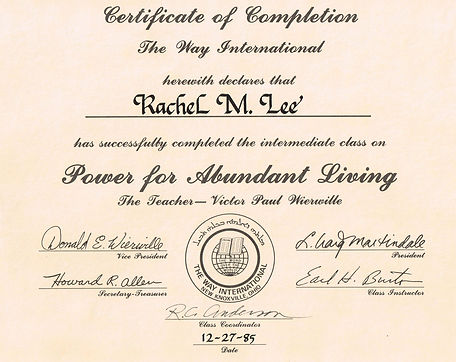 Certificate of Completion
The Way International
herewith declares that
Rachel M. Lee'
has successfully completed the intermediate class on
Power for Abundant Living
The Teacher— Victor Paul Wierwille
Donald E. Wierwille
Vice President
L. Craig Martindale
President
Howard R. Allen
Secretary-Treasurer
THE WAY INTERNATIONAL
NEW KNOXVILLE, OHIO
Earl H. Burton
Class Instructor
R.G. Anderson
Class Coordinator
12-27-85
Date